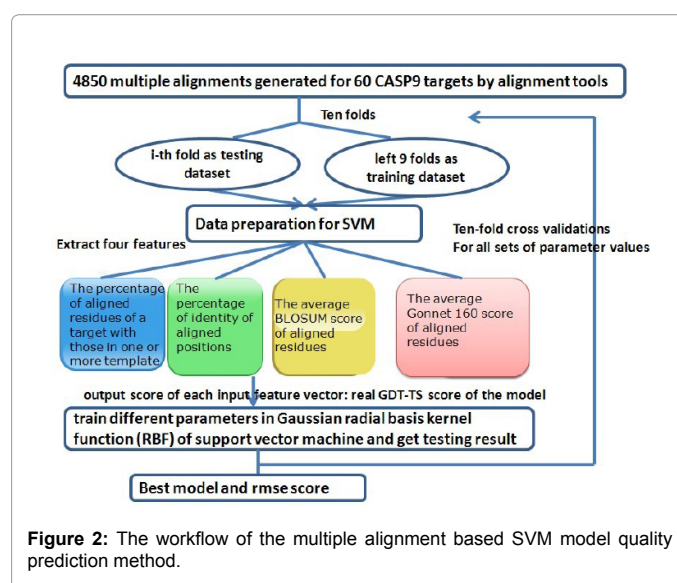 4850 multiple alignments generated for 60 CASP9 targets by alignment tools
Ten folds
i-th fold as testing
dataset
left 9 folds as
training dataset
Data preparation for SVM
Ten-fold cross validations
For all sets of parameter values
Extract four features
The percentage
of aligned
residues of a
target with
those in one or
more template
The
percentage
of identity of
aligned
positions
The average
BLOSUM score
of aligned
residues
The average
Gonnet 160 score
of aligned
residues
output score of each input feature vector: real GDT-TS score of the model
train different parameters in Gaussian radial basis kernel
function (RBF) of support vector machine and get testing result
Best model and rmse score
Figure 2: The workflow of the multiple alignment based SVM model quality
prediction method.